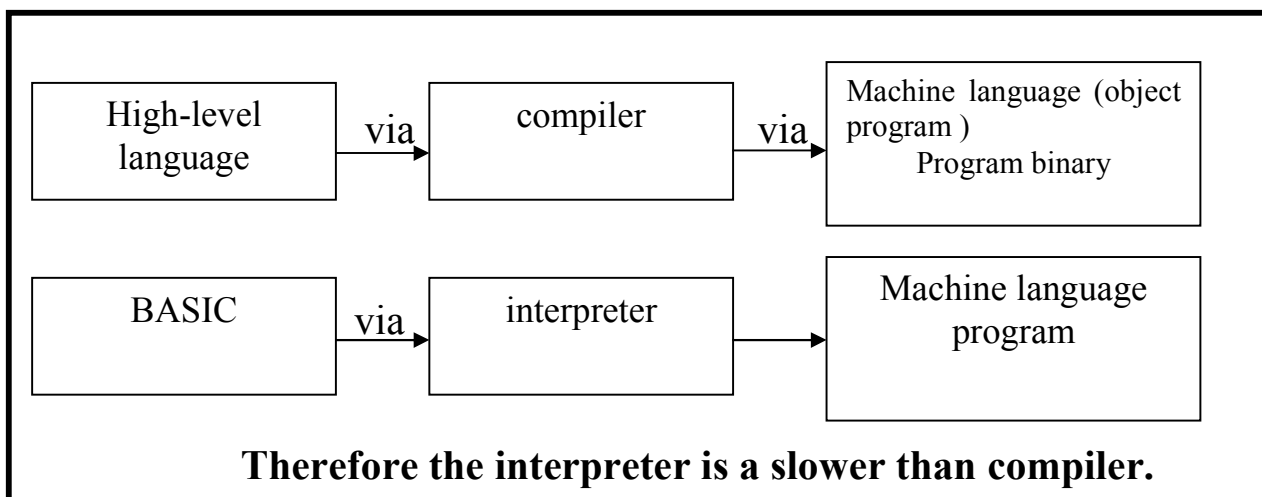 High-level
language
via
compiler
via
Machine language (object
program )
Program binary
BASIC
via
interpreter
Machine language
program
Therefore the interpreter is a slower than compiler.